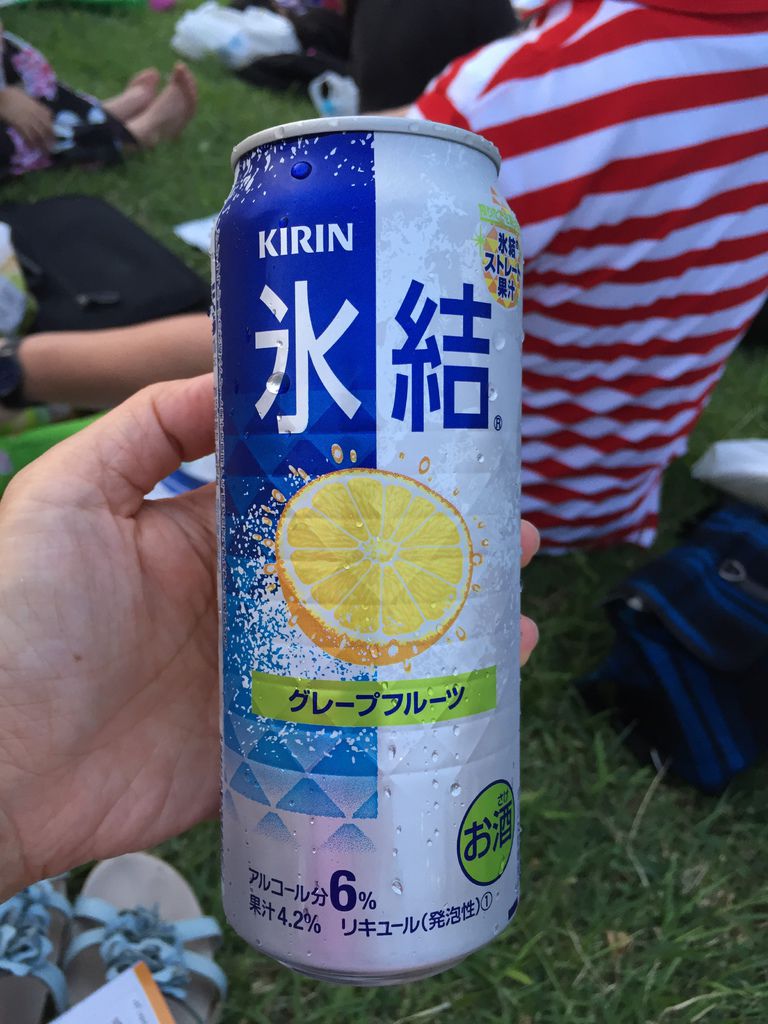 KIRIN
氷結®
氷結®
ストレート
果汁
グレープフルーツ
さけ
お酒
アルコール分6%
果汁4.2%
リキュール(発泡性)①